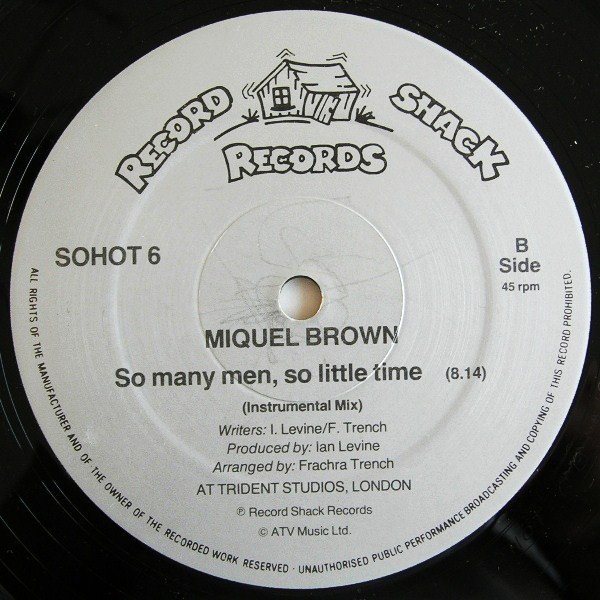 RECORD SHACK
RECORDS
SOHOT 6
B
Side
45 rpm
MIQUEL BROWN
So many men, so little time (8.14)
(Instrumental Mix)
Writers: I. Levine/F. Trench
Produced by: Ian Levine
Arranged by: Frachra Trench
AT TRIDENT STUDIOS, LONDON
℗ Record Shack Records
© ATV Music Ltd.
ALL RIGHTS OF THE MANUFACTURER AND OF THE OWNER OF THE RECORDED WORK RESERVED · UNAUTHORISED PUBLIC PERFORMANCE BROADCASTING AND COPYING OF THIS RECORD PROHIBITED.